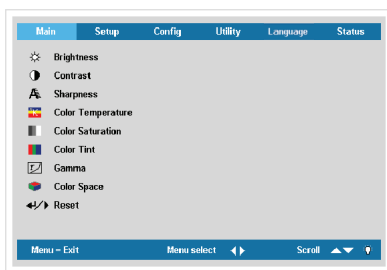 Main Setup Config Utility Language Status
Brightness
Contrast
Sharpness
Color Temperature
Color Saturation
Color Tint
Gamma
Color Space
Reset
Menu – Exit Menu select Scroll